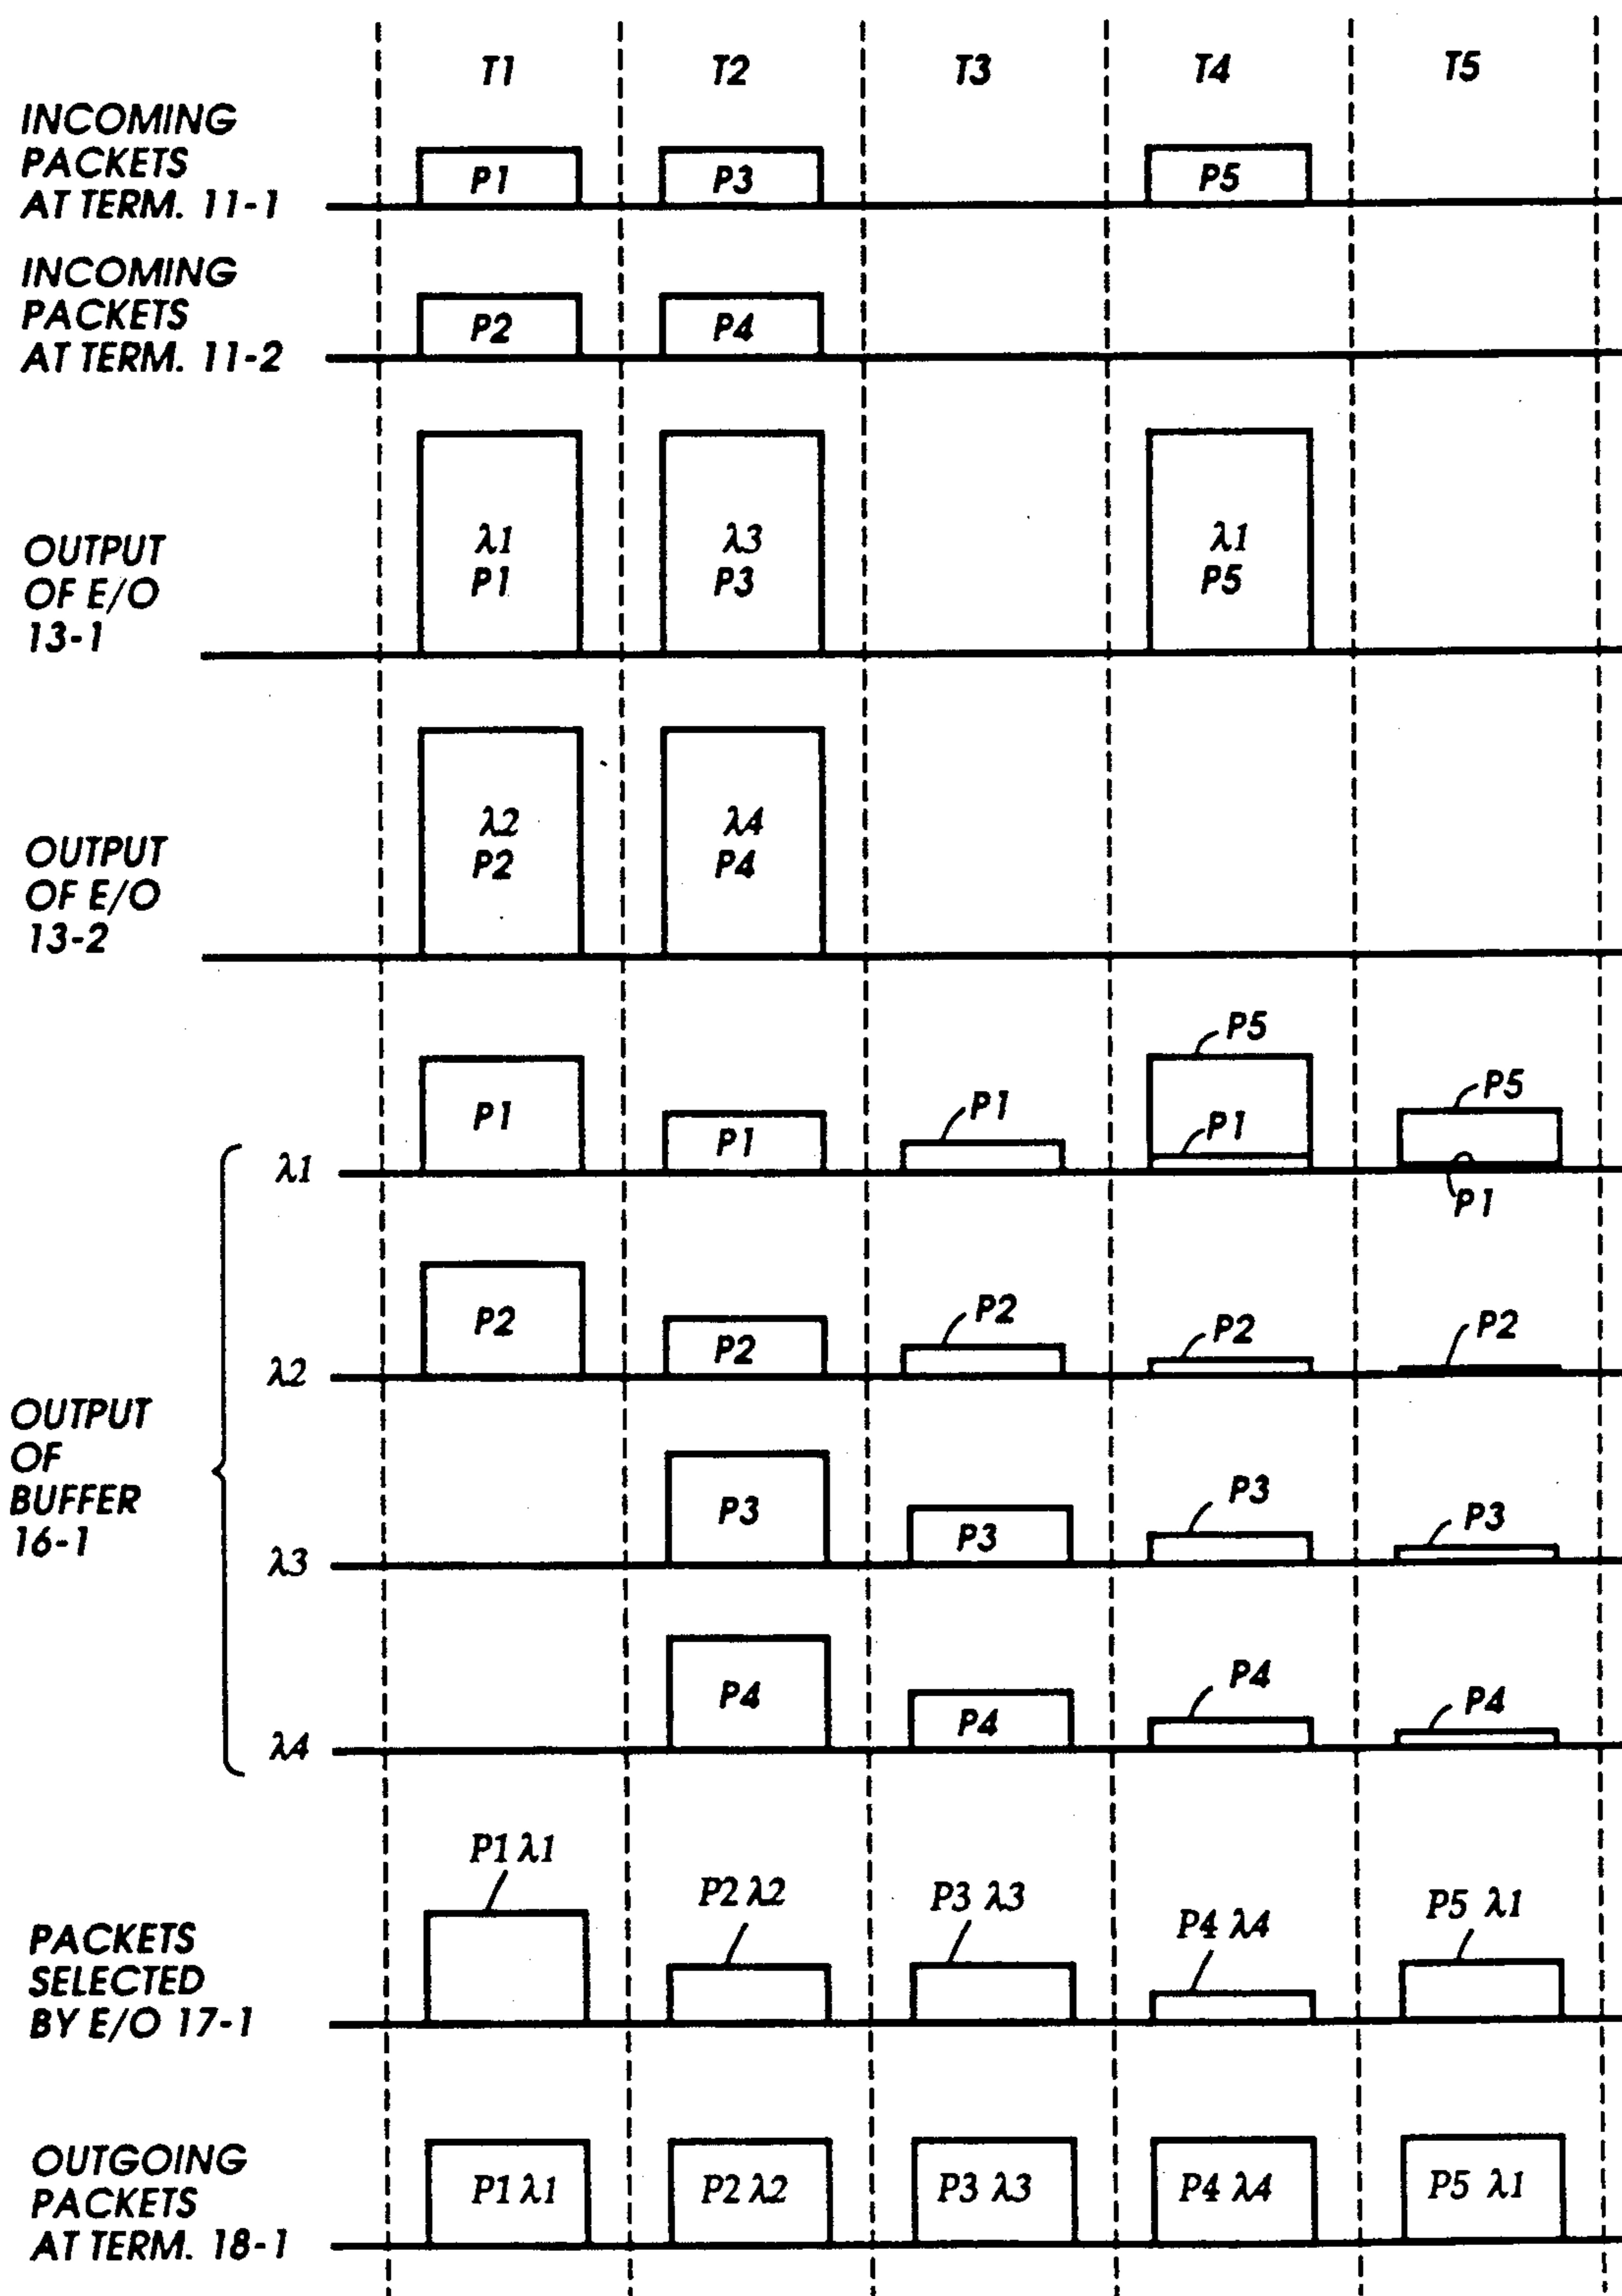 T1 T2 T3 T4 T5
INCOMING
PACKETS
AT TERM. 11-1
P1 P3 P5
INCOMING
PACKETS
AT TERM. 11-2
P2 P4
OUTPUT
OF E/O
13-1
λ1 λ3 λ1
P1 P3 P5
OUTPUT
OF E/O
13-2
λ2 λ4
P2 P4
OUTPUT
OF
BUFFER
16-1
λ1
P1 P1 P1 P5 P1 P5 P1
λ2
P2 P2 P2 P2 P2
λ3
P3 P3 P3 P3
λ4
P4 P4 P4 P4
PACKETS
SELECTED
BY E/O 17-1
P1 λ1 P2 λ2 P3 λ3 P4 λ4 P5 λ1
OUTGOING
PACKETS
AT TERM. 18-1
P1 λ1 P2 λ2 P3 λ3 P4 λ4 P5 λ1